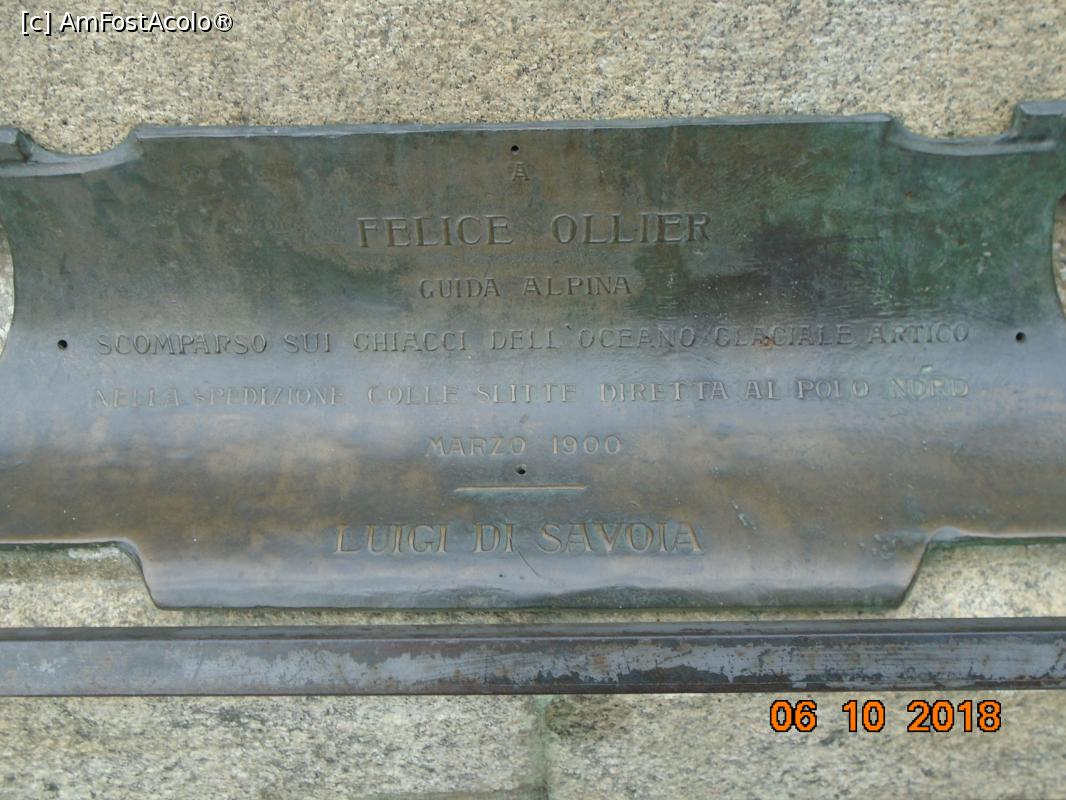 [c] AmFostAcolo®
A
FELICE OLLIER
GUIDA ALPINA
SCOMPARSO SUI GHIACCI DELL'OCEANO GLACIALE ARTICO
NELLA SPEDIZIONE COLLE SLITTE DIRETTA AL POLO NORD
MARZO 1900
LUIGI DI SAVOIA
06 10 2018